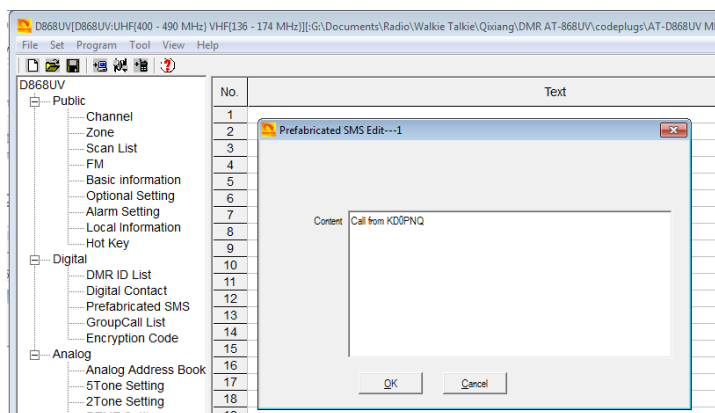 D868UV[D868UV:UHF{400 - 490 MHz} VHF{136 - 174 MHz}][:G:\Documents\Radio\Walkie Talkie\Qixiang\DMR AT-868UV\codeplugs\AT-D868UV
File Set Program Tool View Help
D868UV
Public
Channel
Zone
Scan List
FM
Basic information
Optional Setting
Alarm Setting
Local Information
Hot Key
Digital
DMR ID List
Digital Contact
Prefabricated SMS
GroupCall List
Encryption Code
Analog
Analog Address Book
5Tone Setting
2Tone Setting
No. Text
1
2
3
4
5
6
7
8
9
10
11
12
13
14
15
16
17
18
Prefabricated SMS Edit---1
Content Call from KD0PNQ
OK Cancel